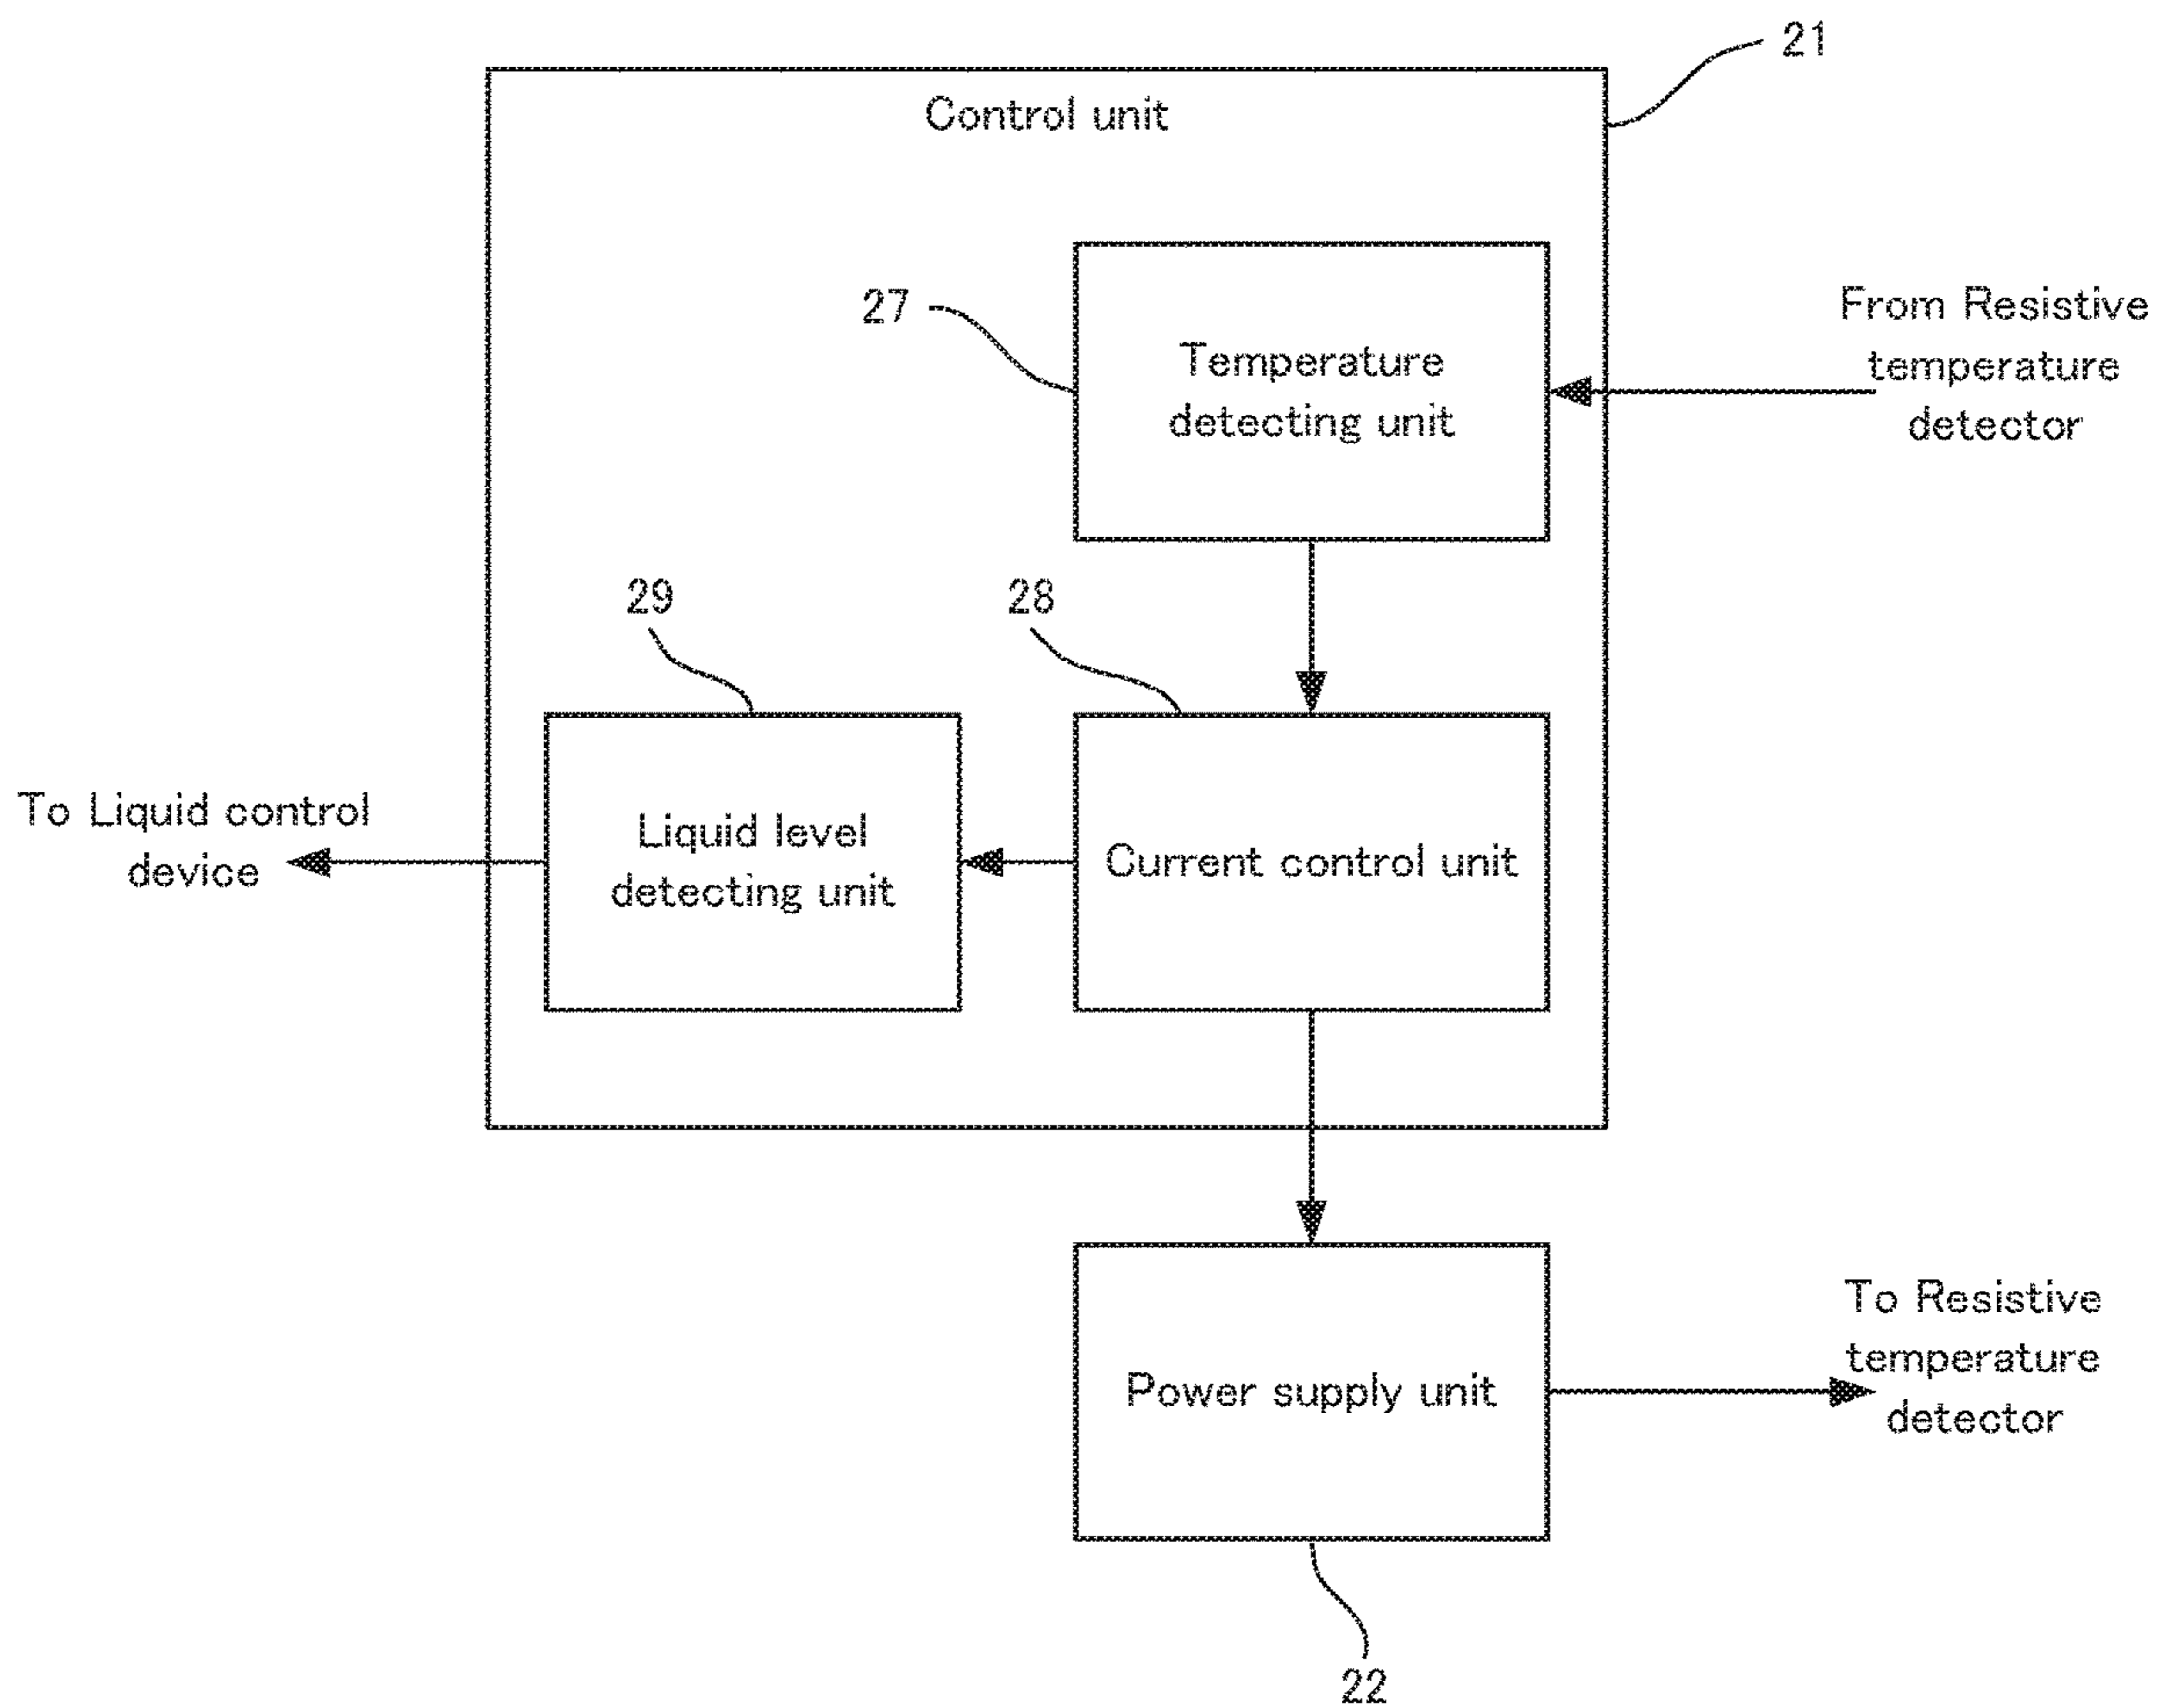 21
Control unit
27
Temperature
detecting unit
From Resistive
temperature
detector
29
28
To Liquid control
device
Liquid level
detecting unit
Current control unit
Power supply unit
To Resistive
temperature
detector
22